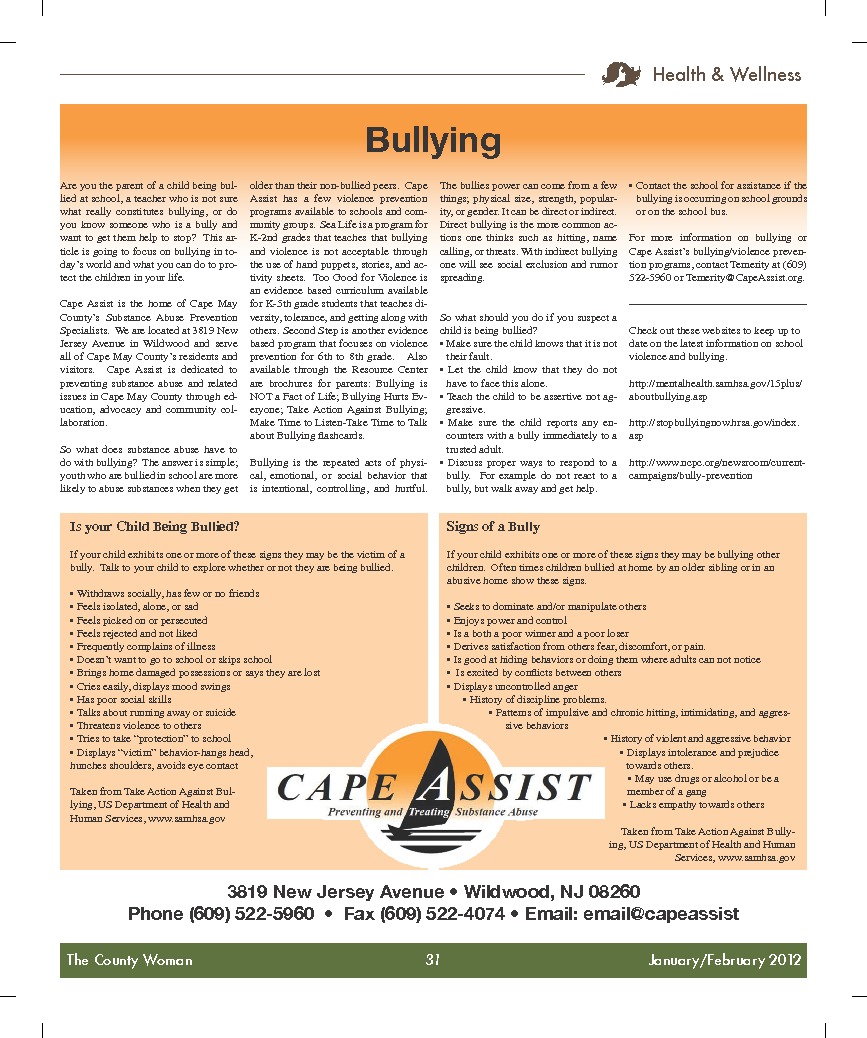 Health & Wellness
Bullying
Are you the parent of a child being bul-
lied at school, a teacher who is not sure
what really constitutes bullying, or do
you know someone who is a bully and
want to get them help to stop? This ar-
ticle is going to focus on bullying in to-
day's world and what you can do to pro-
tect the children in your life.
Cape Assist is the home of Cape May
County's Substance Abuse Prevention
Specialists. We are located at 3819 New
Jersey Avenue in Wildwood and serve
all of Cape May County's residents and
visitors. Cape Assist is dedicated to
preventing substance abuse and related
issues in Cape May County through ed-
ucation, advocacy and community col-
laboration.
So what does substance abuse have to
do with bullying? The answer is simple;
youth who are bullied in school are more
likely to abuse substances when they get
older than their non-bullied peers. Cape
Assist has a few violence prevention
programs available to schools and com-
munity groups. Sea Life is a program for
K-2nd grades that teaches that bullying
and violence is not acceptable through
the use of hand puppets, stories, and ac-
tivity sheets. Too Good for Violence is
an evidence based curriculum available
for K-5th grade students that teaches di-
versity, tolerance, and getting along with
others. Second Step is another evidence
based program that focuses on violence
prevention for 6th to 8th grade. Also
available through the Resource Center
are brochures for parents: Bullying is
NOT a Fact of Life; Bullying Hurts Ev-
eryone; Take Action Against Bullying;
Make Time to Listen-Take Time to Talk
about Bullying flashcards.
Bullying is the repeated acts of physi-
cal, emotional, or social behavior that
is intentional, controlling, and hurtful.
The bullies power can come from a few
things; physical size, strength, popular-
ity, or gender. It can be direct or indirect.
Direct bullying is the more common ac-
tions one thinks such as hitting, name
calling, or threats. With indirect bullying
one will see social exclusion and rumor
spreading.
So what should you do if you suspect a
child is being bullied?
• Make sure the child knows that it is not
their fault.
• Let the child know that they do not
have to face this alone.
• Teach the child to be assertive not ag-
gressive.
• Make sure the child reports any en-
counters with a bully immediately to a
trusted adult.
• Discuss proper ways to respond to a
bully. For example do not react to a
bully, but walk away and get help.
• Contact the school for assistance if the
bullying is occurring on school grounds
or on the school bus.
For more information on bullying or
Cape Assist's bullying/violence preven-
tion programs, contact Temerity at (609)
522-5960 or Temerity@CapeAssist.org.
Check out these websites to keep up to
date on the latest information on school
violence and bullying.
http://mentalhealth.samhsa.gov/15plus/
aboutbullying.asp
http://stopbullyingnow.hrsa.gov/index.
asp
http://www.ncpc.org/newsroom/current-
campaigns/bully-prevention
Is your Child Being Bullied?
If your child exhibits one or more of these signs they may be the victim of a
bully. Talk to your child to explore whether or not they are being bullied.
• Withdraws socially, has few or no friends
• Feels isolated, alone, or sad
• Feels picked on or persecuted
• Feels rejected and not liked
• Frequently complains of illness
• Doesn't want to go to school or skips school
• Brings home damaged possessions or says they are lost
• Cries easily, displays mood swings
• Has poor social skills
• Talks about running away or suicide
• Threatens violence to others
• Tries to take "protection" to school
• Displays "victim" behavior-hangs head,
hunches shoulders, avoids eye contact
Taken from Take Action Against Bul-
lying, US Department of Health and
Human Services, www.samhsa.gov
Signs of a Bully
If your child exhibits one or more of these signs they may be bullying other
children. Often times children bullied at home by an older sibling or in an
abusive home show these signs.
• Seeks to dominate and/or manipulate others
• Enjoys power and control
• Is a both a poor winner and a poor loser
• Derives satisfaction from others fear, discomfort, or pain.
• Is good at hiding behaviors or doing them where adults can not notice
• Is excited by conflicts between others
• Displays uncontrolled anger
• History of discipline problems.
• Patterns of impulsive and chronic hitting, intimidating, and aggres-
sive behaviors
• History of violent and aggressive behavior
• Displays intolerance and prejudice
towards others.
• May use drugs or alcohol or be a
member of a gang
• Lacks empathy towards others
Taken from Take Action Against Bully-
ing, US Department of Health and Human
Services, www.samhsa.gov
CAPE ASSIST
Preventing and Treating Substance Abuse
3819 New Jersey Avenue • Wildwood, NJ 08260
Phone (609) 522-5960 • Fax (609) 522-4074 • Email: email@capeassist
The County Woman
31
January/February 2012